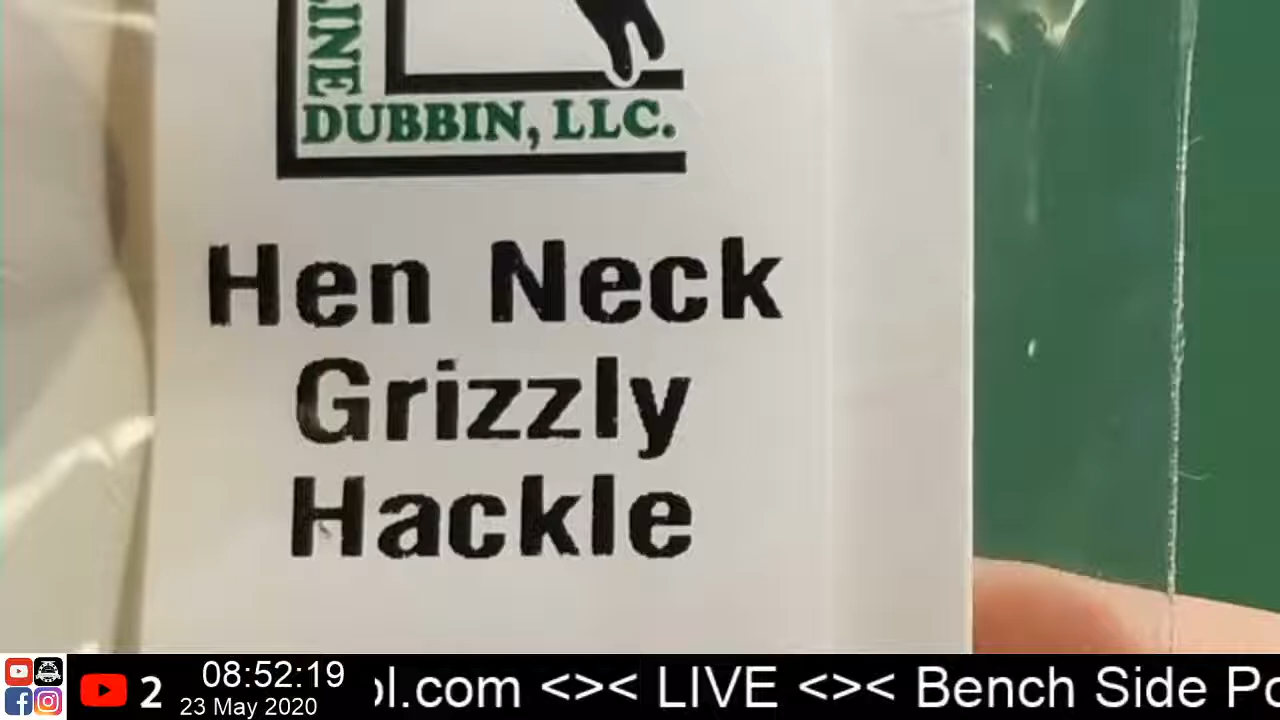 INE
DUBBIN, LLC.
Hen Neck
Grizzly
Hackle
2
08:52:19
23 May 2020
ol.com <>< LIVE <>< Bench Side Po